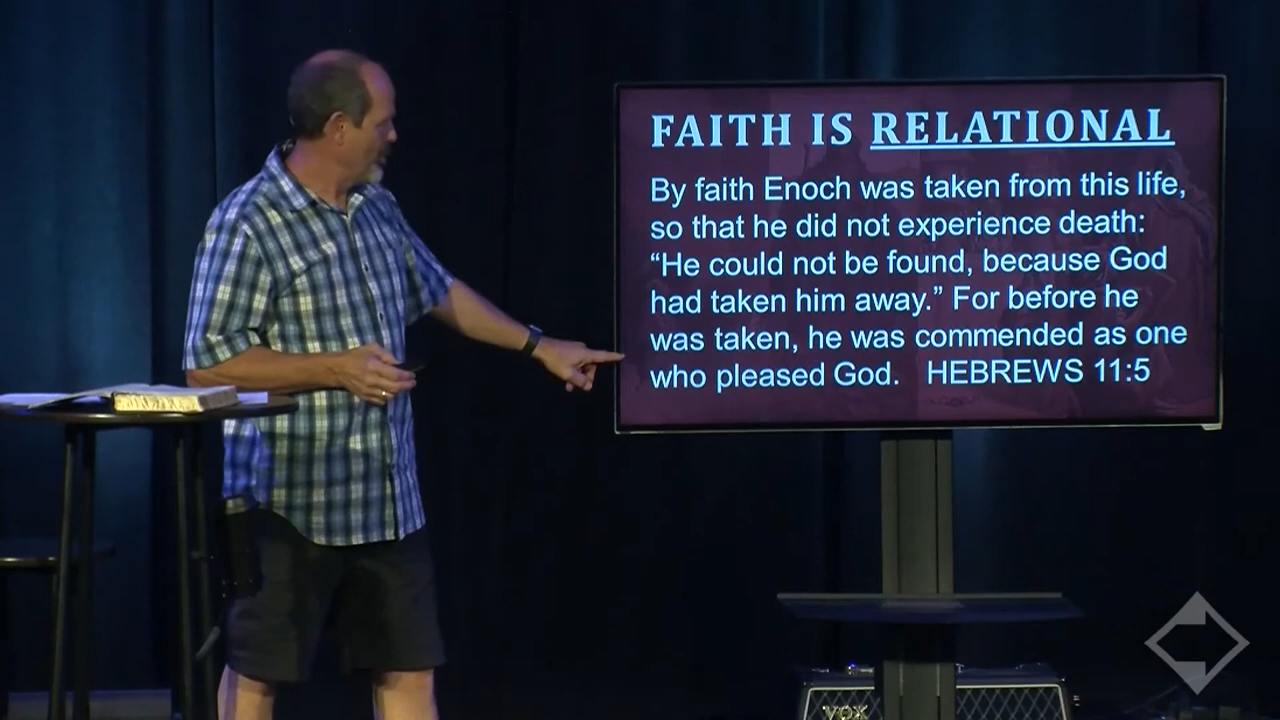 FAITH IS RELATIONAL
By faith Enoch was taken from this life,
so that he did not experience death:
“He could not be found, because God
had taken him away.” For before he
was taken, he was commended as one
who pleased God. HEBREWS 11:5
VOX